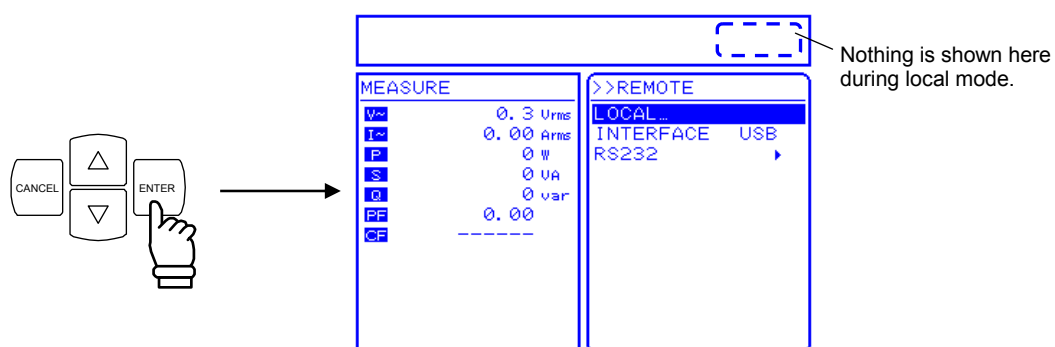 Nothing is shown here
during local mode.
CANCEL
ENTER
MEASURE
V~ 0.3 Vrms
I~ 0.00 Arms
P 0 W
S 0 VA
Q 0 var
PF 0.00
CF ------
>>REMOTE
LOCAL…
INTERFACE USB
RS232